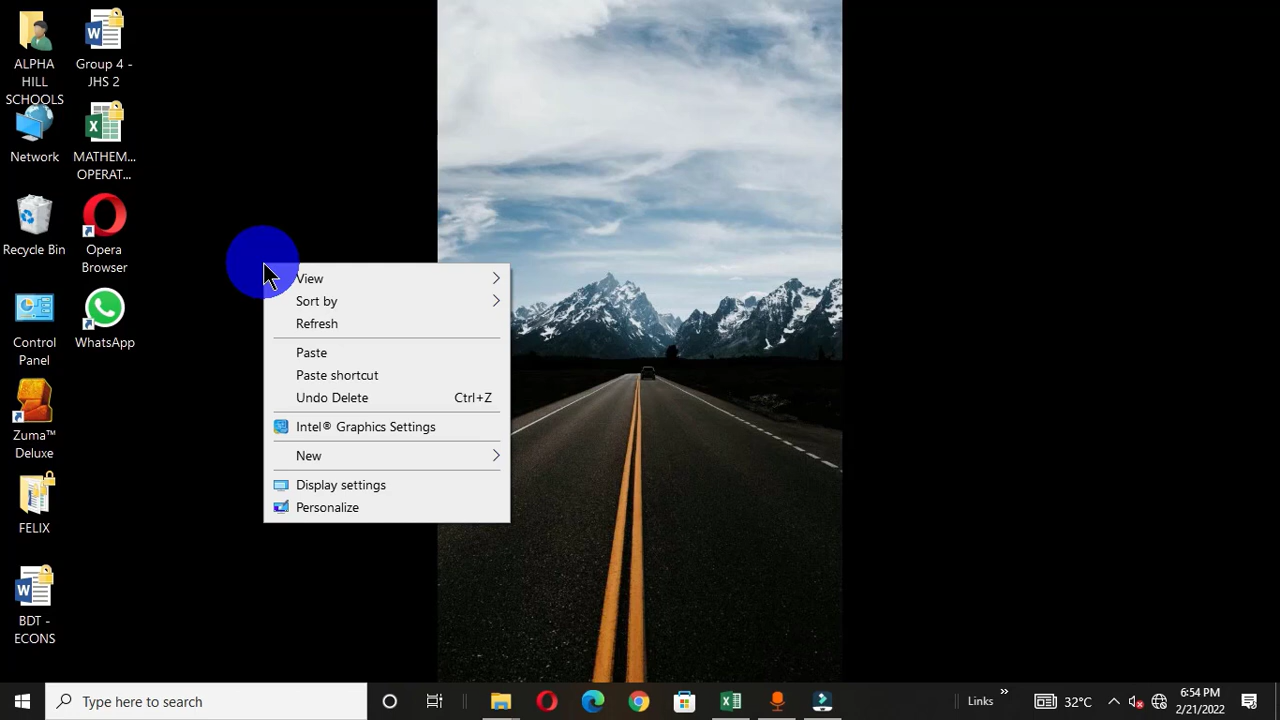 ALPHA
HILL
SCHOOLS
Network
Recycle Bin
Control
Panel
Zuma™
Deluxe
FELIX
BDT -
ECONS
Group 4 -
JHS 2
MATHEM...
OPERAT...
Opera
Browser
WhatsApp
View
Sort by
Refresh
Paste
Paste shortcut
Undo Delete Ctrl+Z
Intel® Graphics Settings
New
Display settings
Personalize
Type here to search
Links
32°C
6:54 PM
2/21/2022